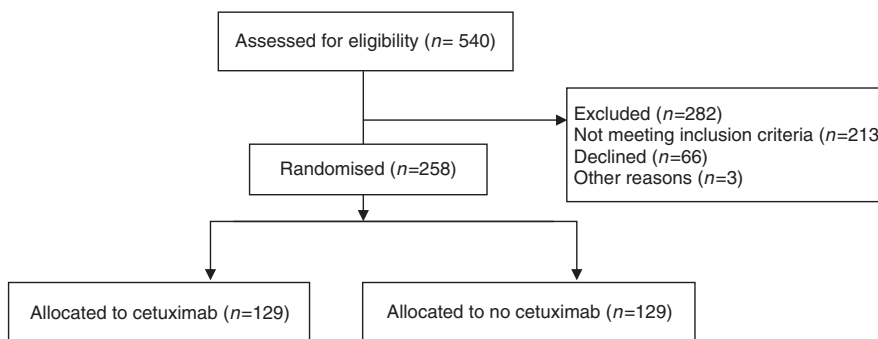 Assessed for eligibility (n= 540)
Excluded (n=282)
Not meeting inclusion criteria (n=213
Declined (n=66)
Other reasons (n=3)
Randomised (n=258)
Allocated to cetuximab (n=129)
Allocated to no cetuximab (n=129)